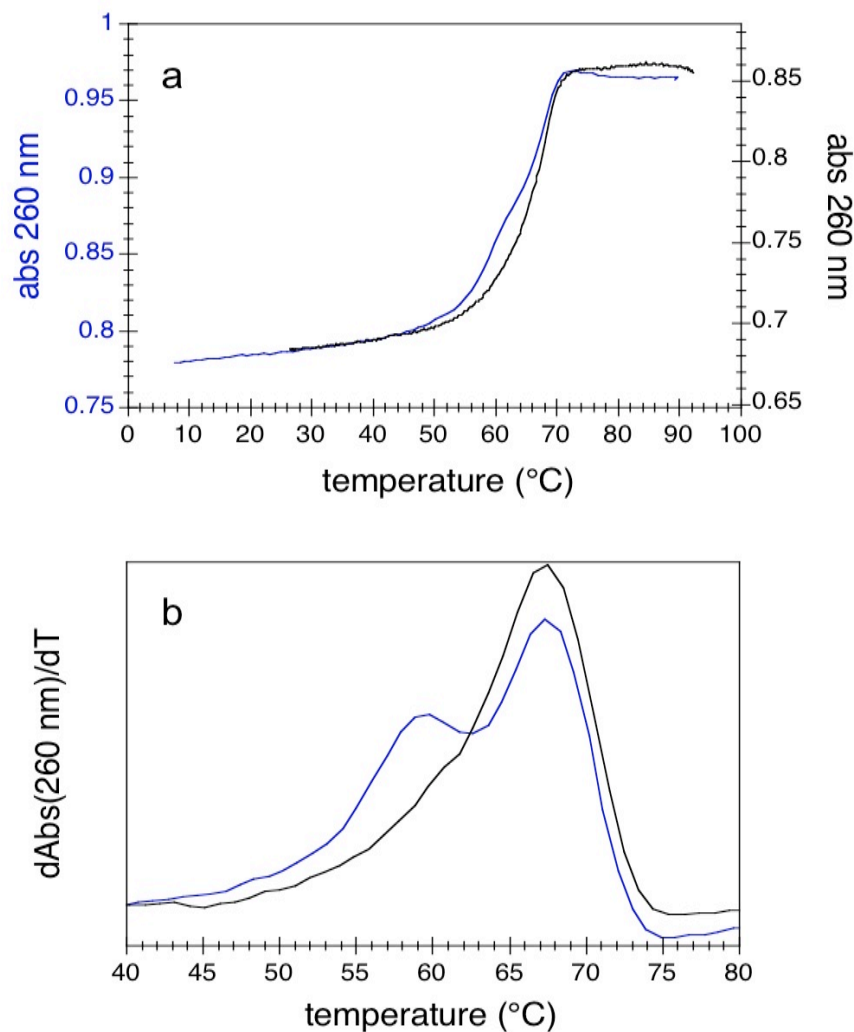 a
abs 260 nm
1
0.95
0.9
0.85
0.8
0.75
0.85
0.8
0.75
0.7
0.65
abs 260 nm
0 10 20 30 40 50 60 70 80 90 100
temperature (°C)
b
dAbs(260 nm)/dT
40 45 50 55 60 65 70 75 80
temperature (°C)